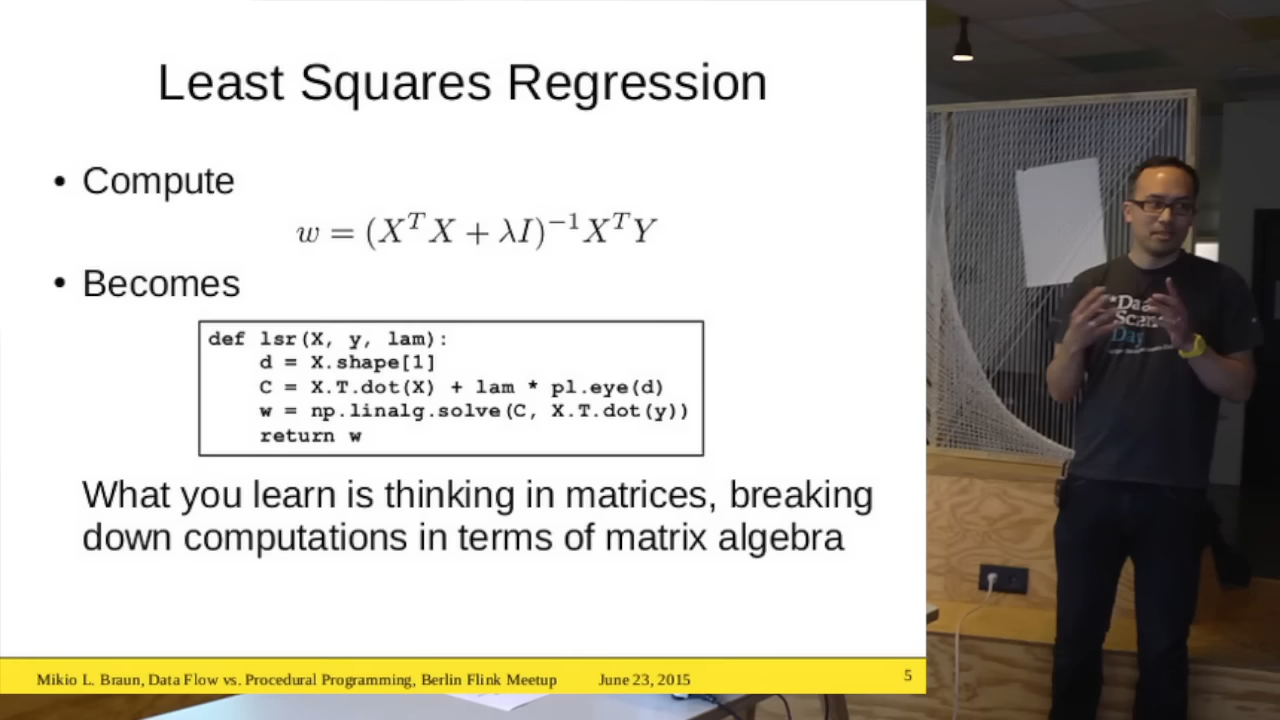 Least Squares Regression
• Compute
w = (X^T X + λI)^{-1} X^T Y
• Becomes
def lsr(X, y, lam):
    d = X.shape[1]
    C = X.T.dot(X) + lam * pl.eye(d)
    w = np.linalg.solve(C, X.T.dot(y))
    return w
What you learn is thinking in matrices, breaking
down computations in terms of matrix algebra
Mikio L. Braun, Data Flow vs. Procedural Programming, Berlin Flink Meetup June 23, 2015 5
Day